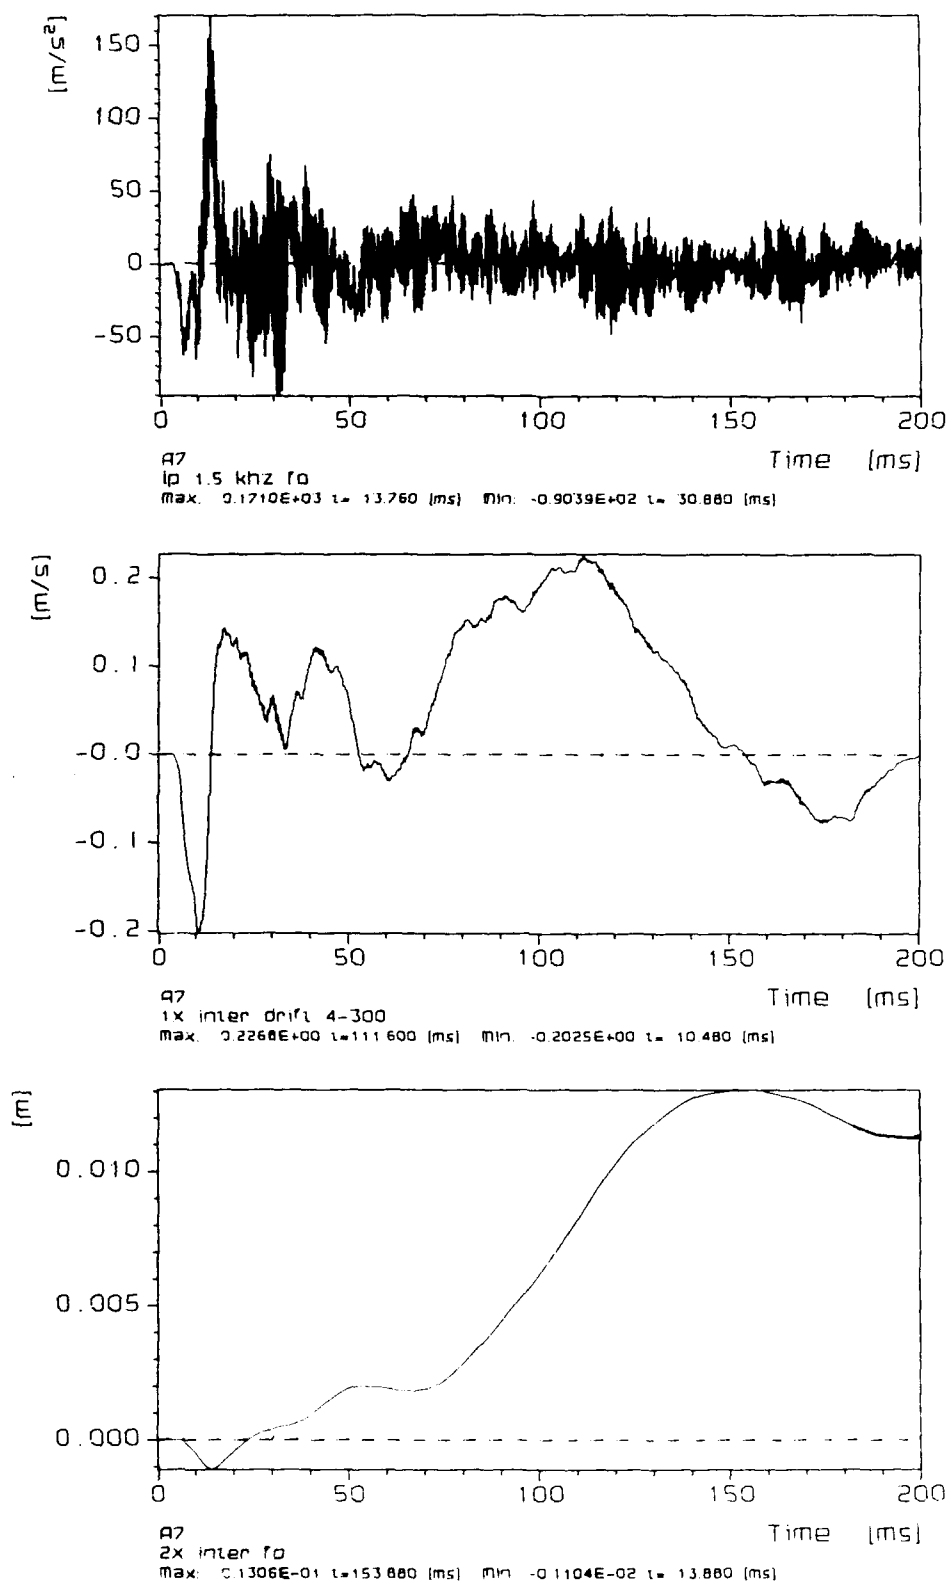 [m/s²]
150
100
50
0
-50
0 50 100 150 200
Time [ms]
A7
lp 1.5 khz fo
Max: 0.1710E+03 t= 13.760 [ms] Min: -0.9039E+02 t= 30.880 [ms]
[m/s]
0.2
0.1
-0.0
-0.1
-0.2
0 50 100 150 200
Time [ms]
A7
1X inter drift 4-300
Max: 0.2268E+00 t=111.600 [ms] Min: -0.2025E+00 t= 10.480 [ms]
[m]
0.010
0.005
0.000
0 50 100 150 200
Time [ms]
A7
2X inter fo
Max: 0.1306E-01 t=153.880 [ms] Min -0.1104E-02 t= 13.880 [ms]